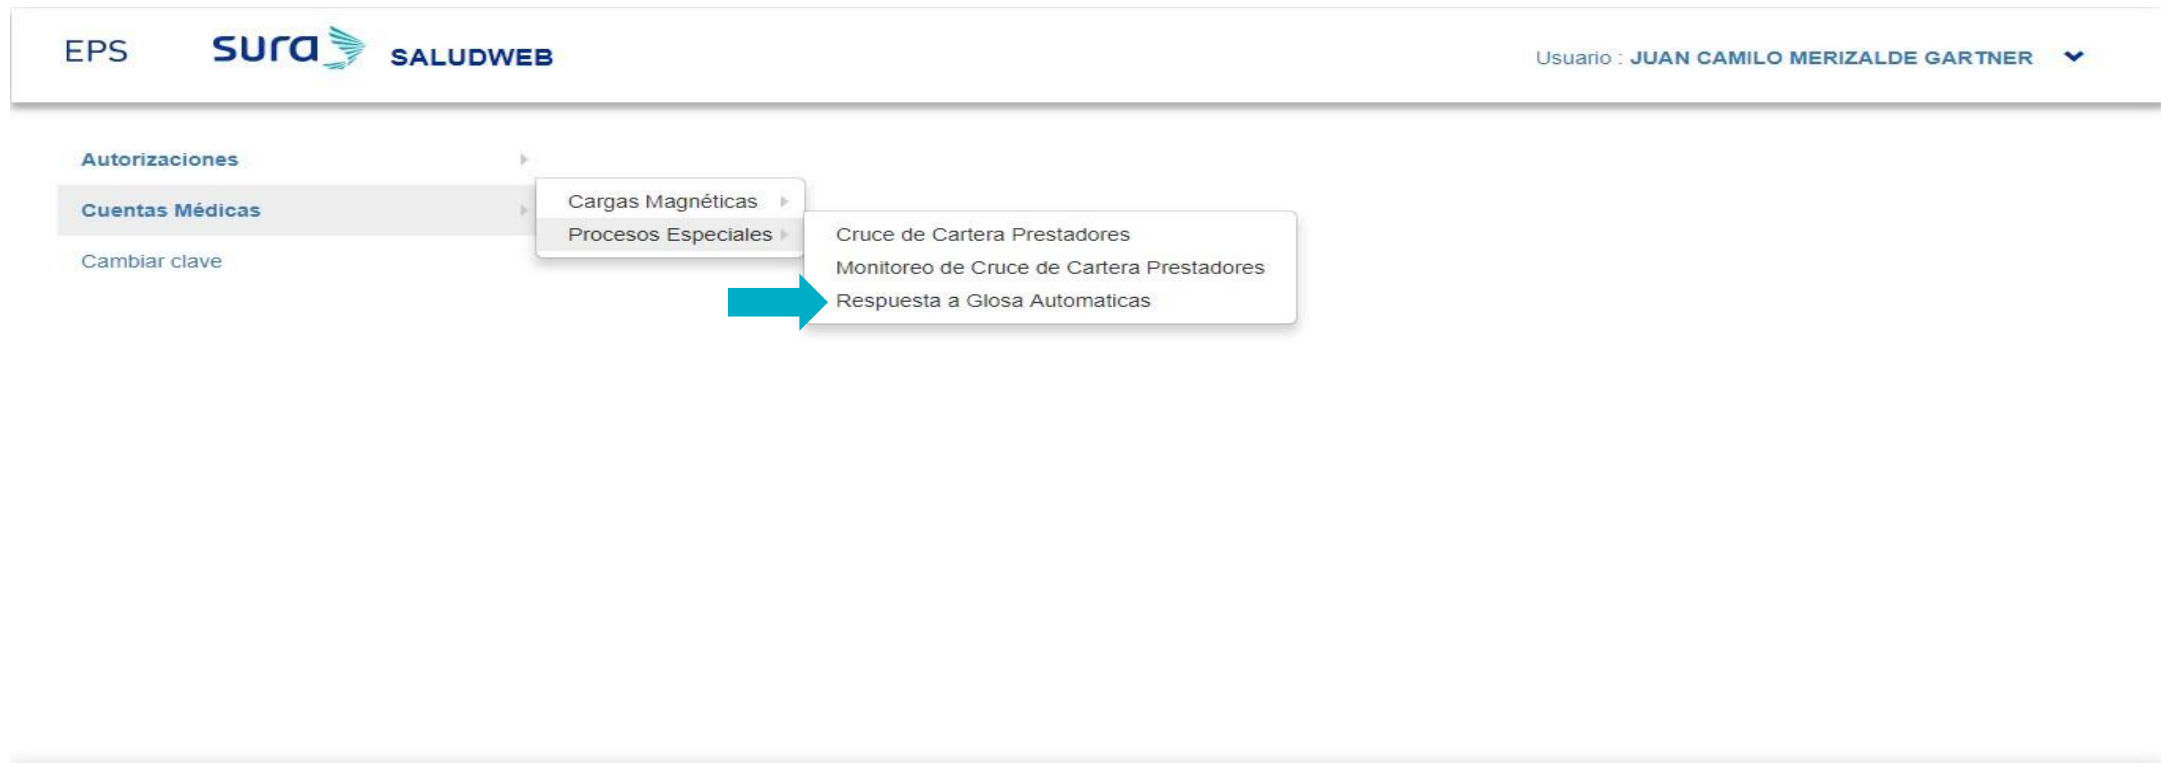 EPS sura SALUDWEB Usuario : JUAN CAMILO MERIZALDE GARTNER
Autorizaciones
Cuentas Médicas
Cambiar clave
Cargas Magnéticas
Procesos Especiales
Cruce de Cartera Prestadores
Monitoreo de Cruce de Cartera Prestadores
Respuesta a Glosa Automaticas